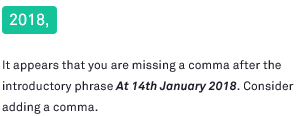 2018,
It appears that you are missing a comma after the
introductory phrase At 14th January 2018. Consider
adding a comma.